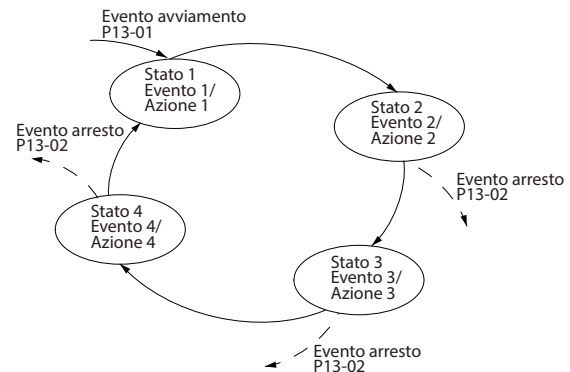 Evento avviamento
P13-01
Stato 1
Evento 1/
Azione 1
Stato 2
Evento 2/
Azione 2
Evento arresto
P13-02
Evento arresto
P13-02
Stato 4
Evento 4/
Azione 4
Stato 3
Evento 3/
Azione 3
Evento arresto
P13-02